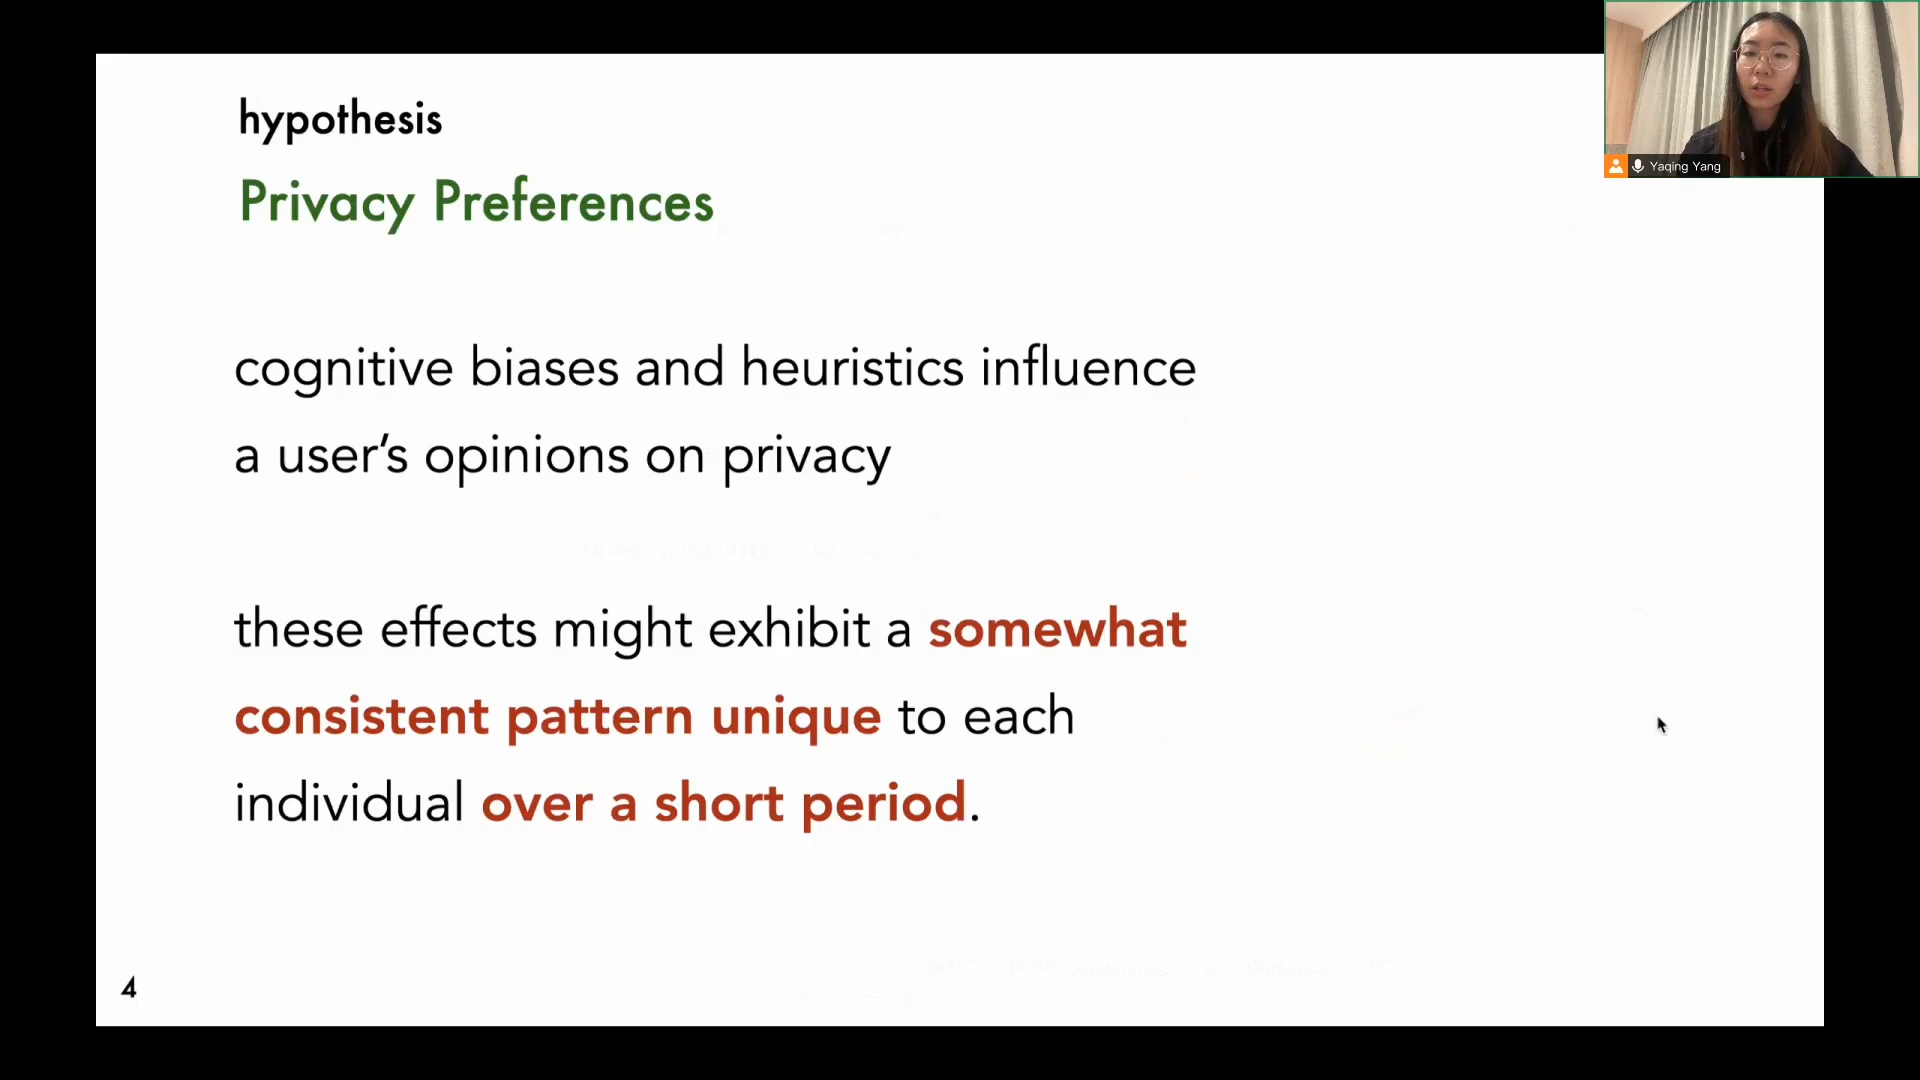 hypothesis
Privacy Preferences
cognitive biases and heuristics influence
a user’s opinions on privacy
these effects might exhibit a somewhat
consistent pattern unique to each
individual over a short period.
4
Yaqing Yang